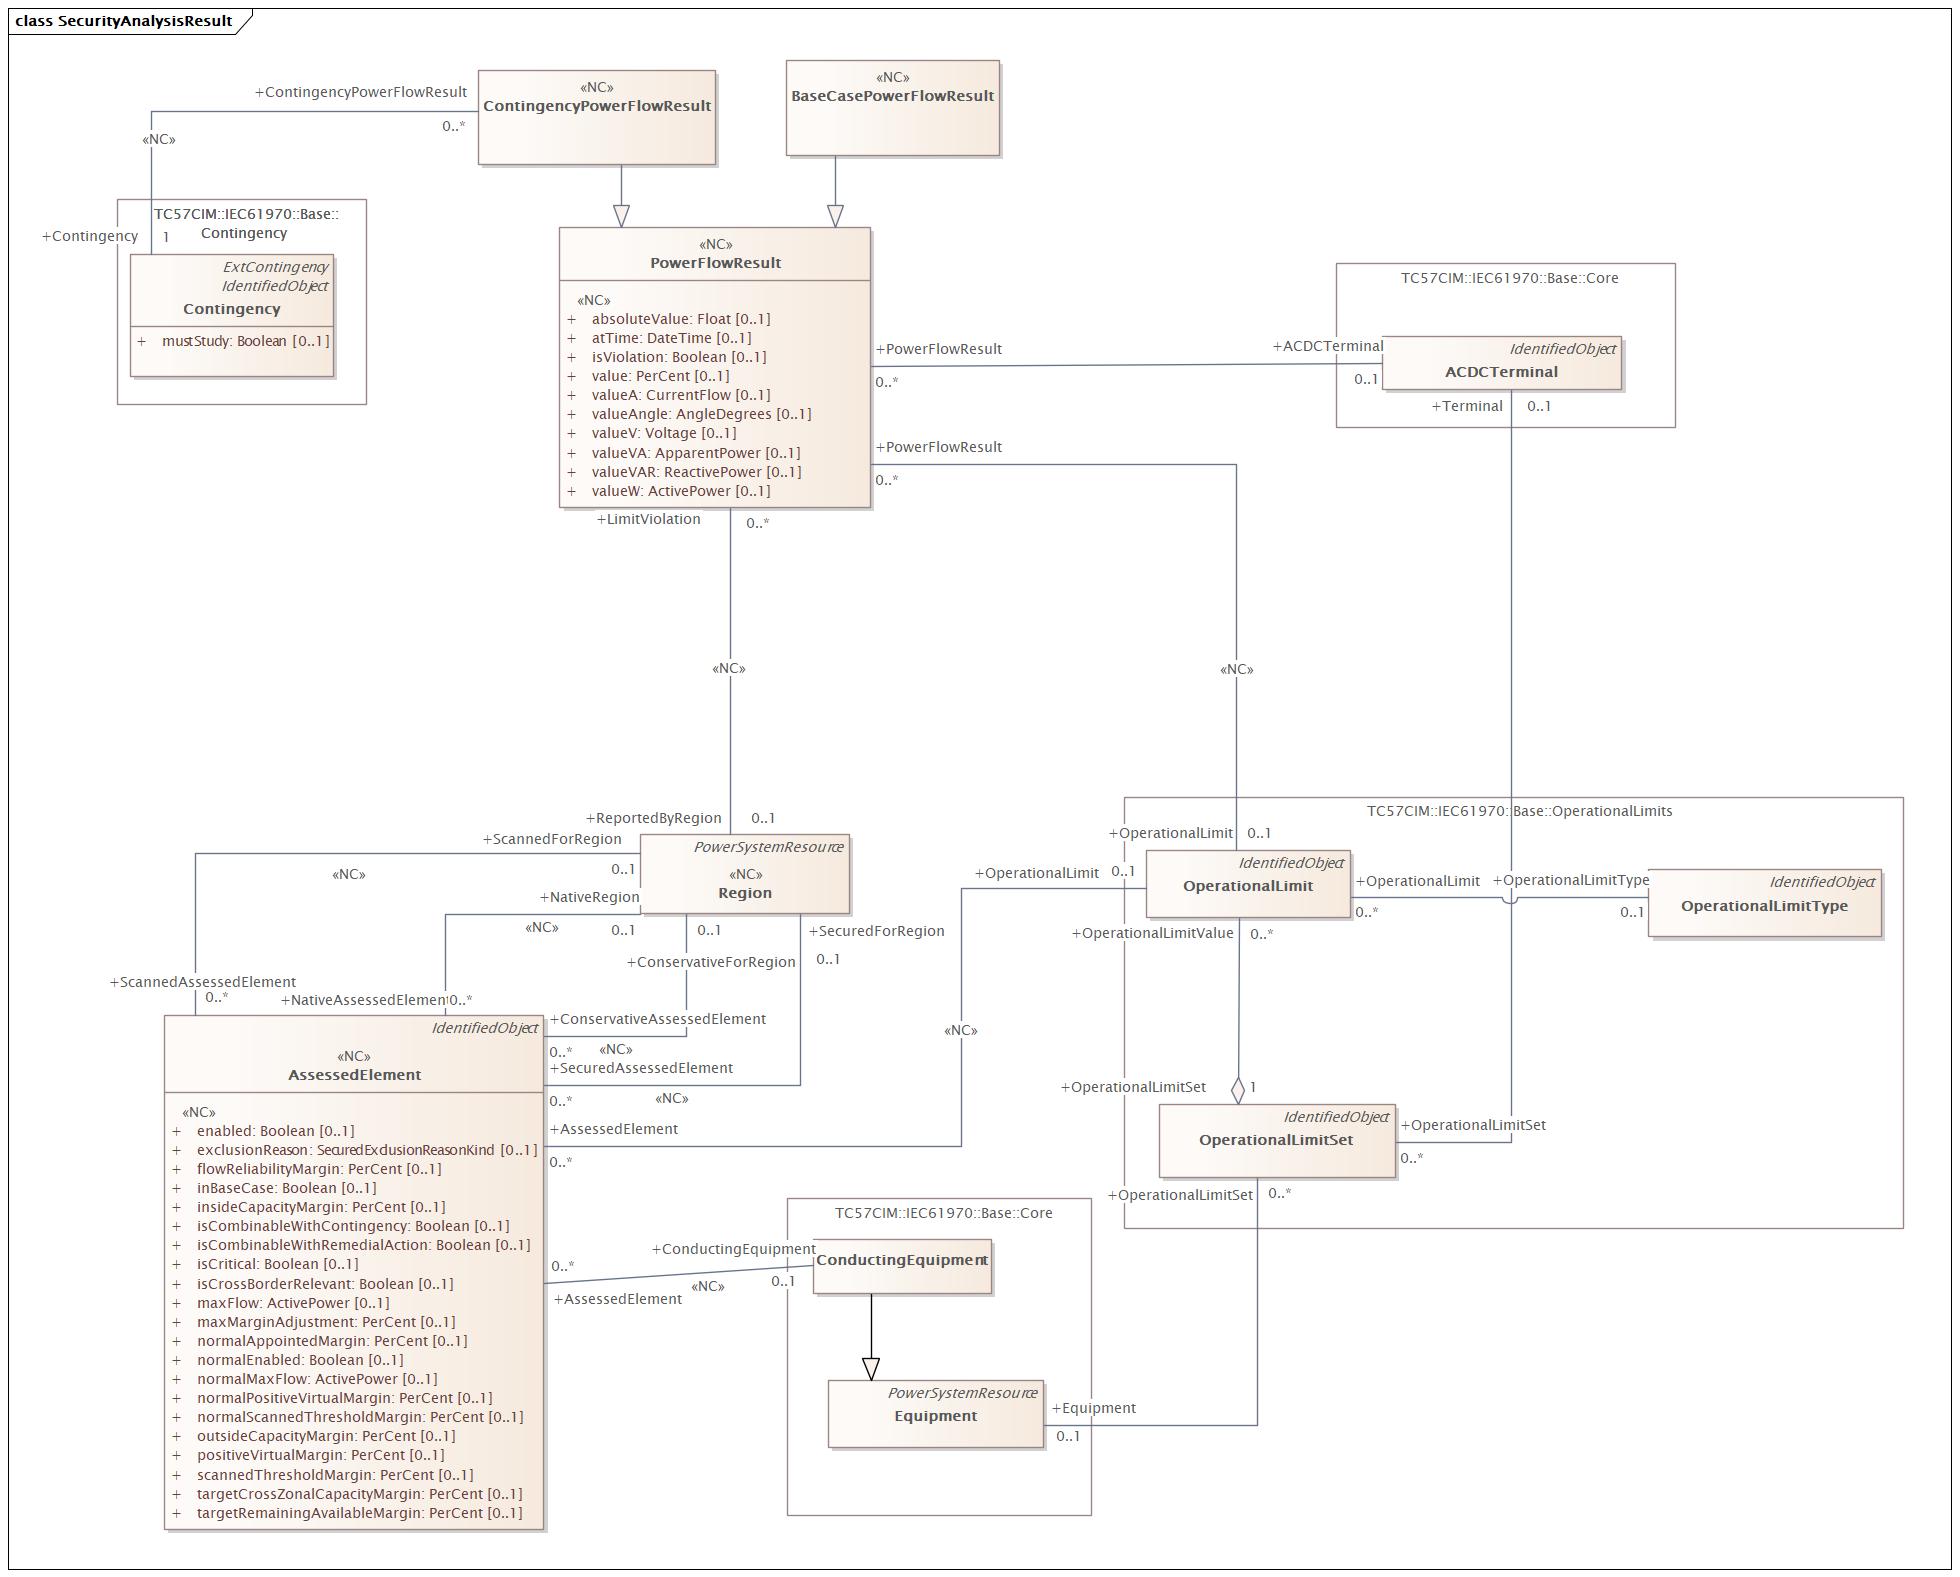 class SecurityAnalysisResult
«NC»
ContingencyPowerFlowResult
«NC»
BaseCasePowerFlowResult
+ContingencyPowerFlowResult
0..*
«NC»
TC57CIM::IEC61970::Base::
Contingency
+Contingency
1
ExtContingency
IdentifiedObject
Contingency
+ mustStudy: Boolean [0..1]
«NC»
PowerFlowResult
«NC»
+ absoluteValue: Float [0..1]
+ atTime: DateTime [0..1]
+ isViolation: Boolean [0..1]
+ value: PerCent [0..1]
+ valueA: CurrentFlow [0..1]
+ valueAngle: AngleDegrees [0..1]
+ valueV: Voltage [0..1]
+ valueVA: ApparentPower [0..1]
+ valueVAR: ReactivePower [0..1]
+ valueW: ActivePower [0..1]
+PowerFlowResult
0..*
+ACDCTerminal
0..1
TC57CIM::IEC61970::Base::Core
IdentifiedObject
ACDCTerminal
+Terminal
0..1
+PowerFlowResult
0..*
+LimitViolation
0..*
«NC»
«NC»
+ReportedByRegion
0..1
+ScannedForRegion
0..1
«NC»
PowerSystemResource
«NC»
Region
+NativeRegion
0..1
«NC»
0..1
+ConservativeForRegion
+SecuredForRegion
0..1
TC57CIM::IEC61970::Base::OperationalLimits
+OperationalLimit
0..1
+OperationalLimit
0..1
IdentifiedObject
OperationalLimit
+OperationalLimit
0..*
+OperationalLimitType
0..1
IdentifiedObject
OperationalLimitType
+OperationalLimitValue
0..*
+ScannedAssessedElement
0..*
+NativeAssessedElement
0..*
+ConservativeAssessedElement
0..*
«NC»
+SecuredAssessedElement
0..*
«NC»
«NC»
+AssessedElement
0..*
+OperationalLimitSet
1
IdentifiedObject
OperationalLimitSet
+OperationalLimitSet
0..*
+OperationalLimitSet
0..*
IdentifiedObject
«NC»
AssessedElement
«NC»
+ enabled: Boolean [0..1]
+ exclusionReason: SecuredExclusionReasonKind [0..1]
+ flowReliabilityMargin: PerCent [0..1]
+ inBaseCase: Boolean [0..1]
+ insideCapacityMargin: PerCent [0..1]
+ isCombinableWithContingency: Boolean [0..1]
+ isCombinableWithRemedialAction: Boolean [0..1]
+ isCritical: Boolean [0..1]
+ isCrossBorderRelevant: Boolean [0..1]
+ maxFlow: ActivePower [0..1]
+ maxMarginAdjustment: PerCent [0..1]
+ normalAppointedMargin: PerCent [0..1]
+ normalEnabled: Boolean [0..1]
+ normalMaxFlow: ActivePower [0..1]
+ normalPositiveVirtualMargin: PerCent [0..1]
+ normalScannedThresholdMargin: PerCent [0..1]
+ outsideCapacityMargin: PerCent [0..1]
+ positiveVirtualMargin: PerCent [0..1]
+ scannedThresholdMargin: PerCent [0..1]
+ targetCrossZonalCapacityMargin: PerCent [0..1]
+ targetRemainingAvailableMargin: PerCent [0..1]
TC57CIM::IEC61970::Base::Core
+ConductingEquipment
0..1
0..*
«NC»
+AssessedElement
ConductingEquipment
PowerSystemResource
Equipment
+Equipment
0..1